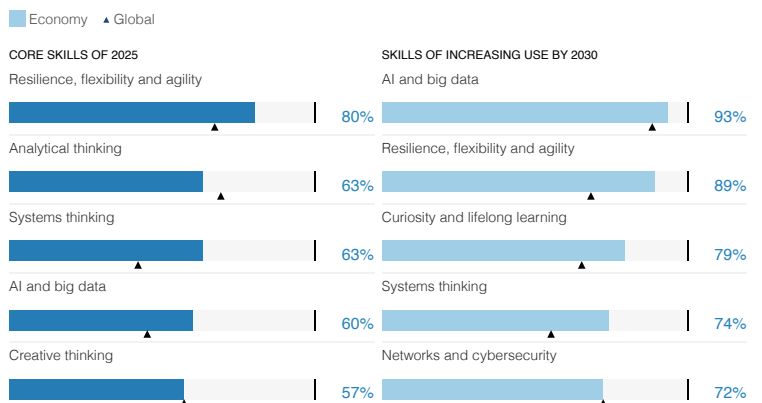 Economy Global
CORE SKILLS OF 2025
Resilience, flexibility and agility
80%
Analytical thinking
63%
Systems thinking
63%
AI and big data
60%
Creative thinking
57%
SKILLS OF INCREASING USE BY 2030
AI and big data
93%
Resilience, flexibility and agility
89%
Curiosity and lifelong learning
79%
Systems thinking
74%
Networks and cybersecurity
72%